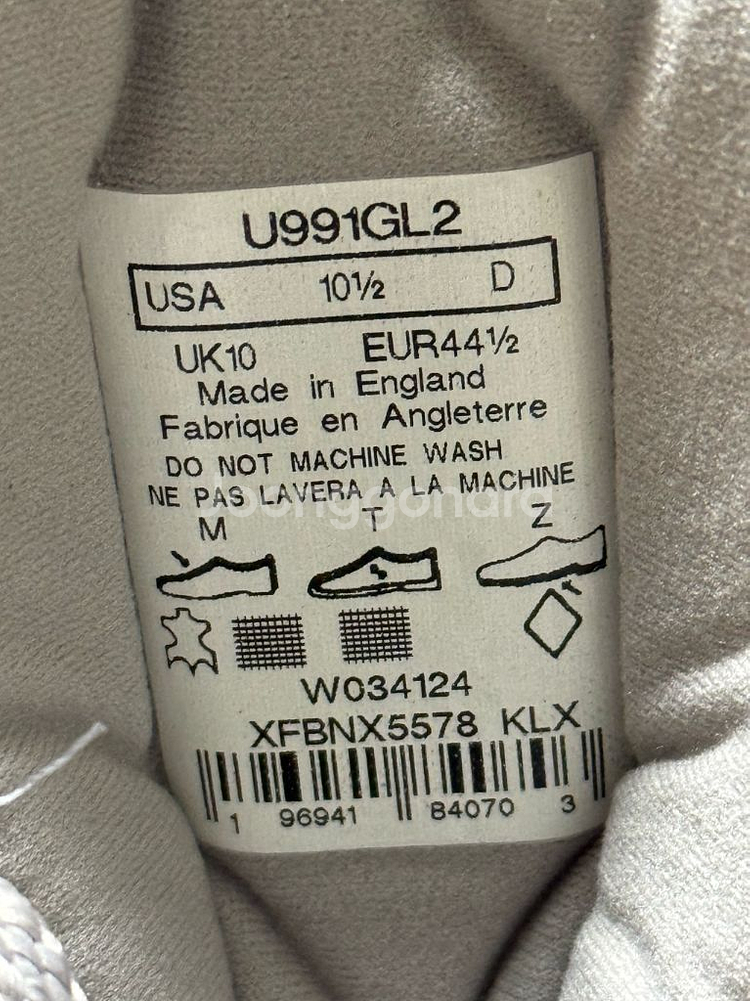 U991GL2
USA 10½ D
UK10 EUR44½
Made in England
Fabrique en Angleterre
DO NOT MACHINE WASH
NE PAS LAVERA A LA MACHINE
M T Z
W034124
XFBNX5578 KLX
1 96941 84070 3